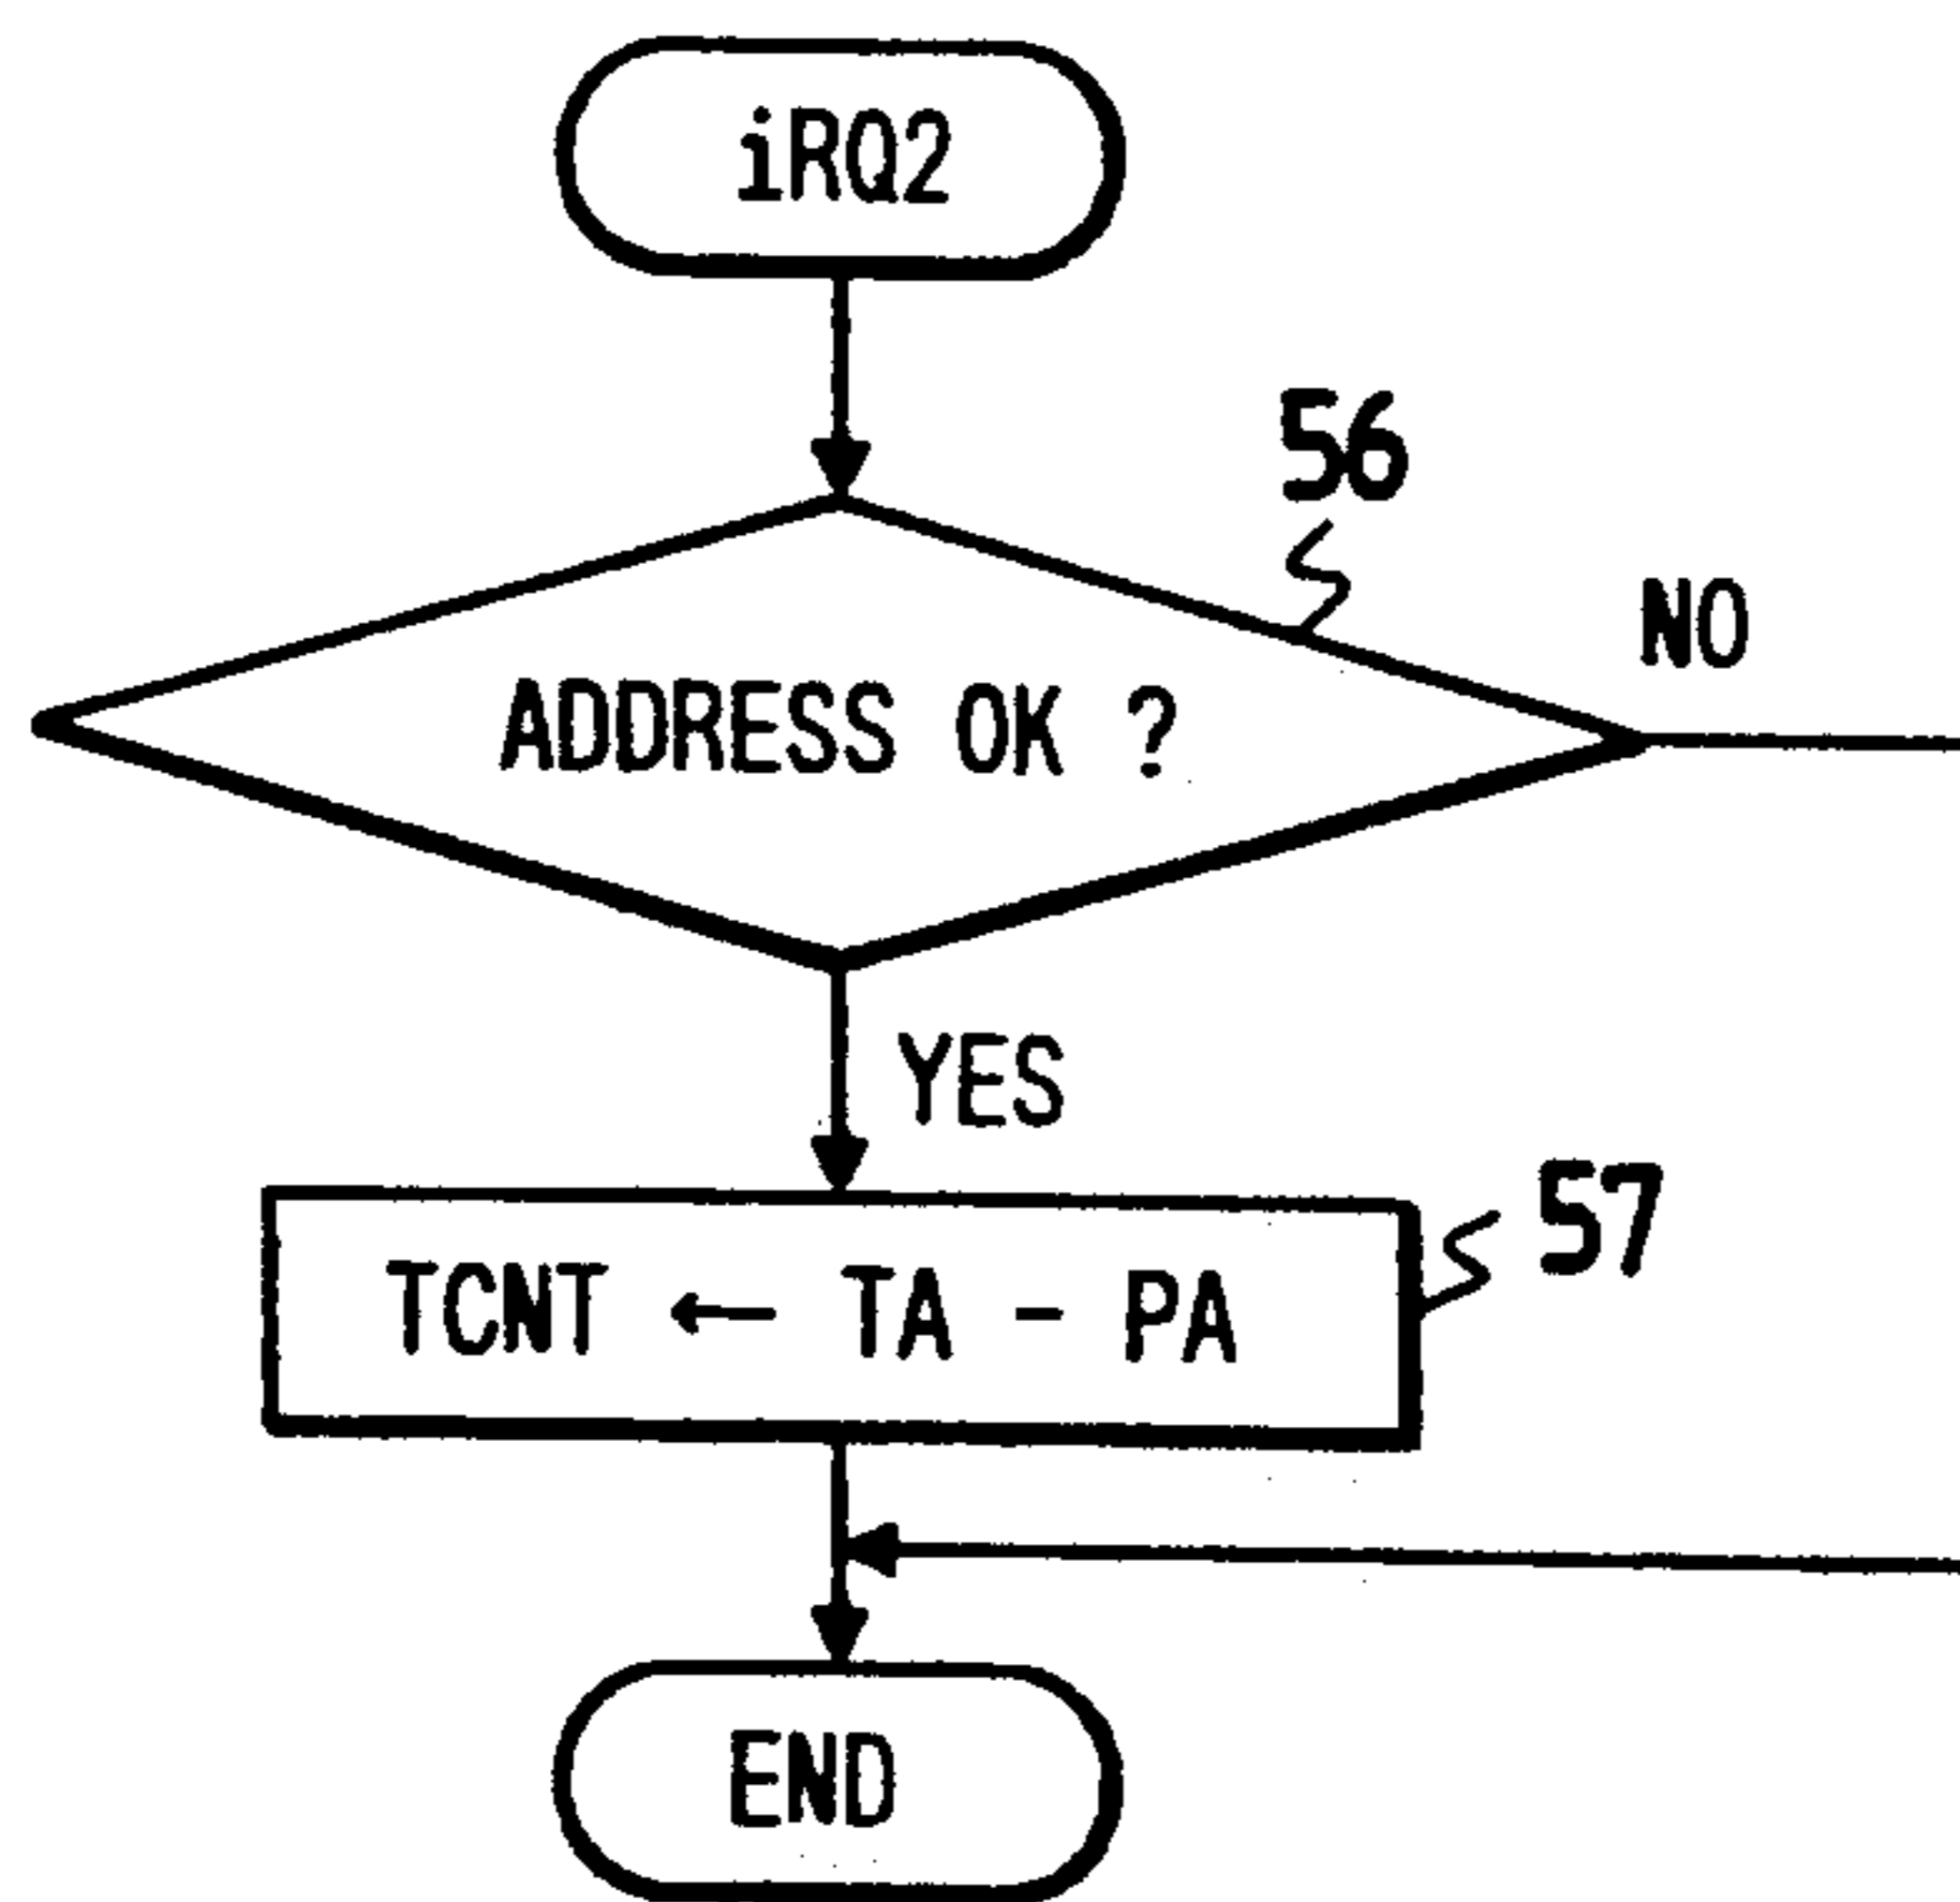 iRQ2
56
NO
ADDRESS OK ?
YES
57
TCNT ← TA - PA
END